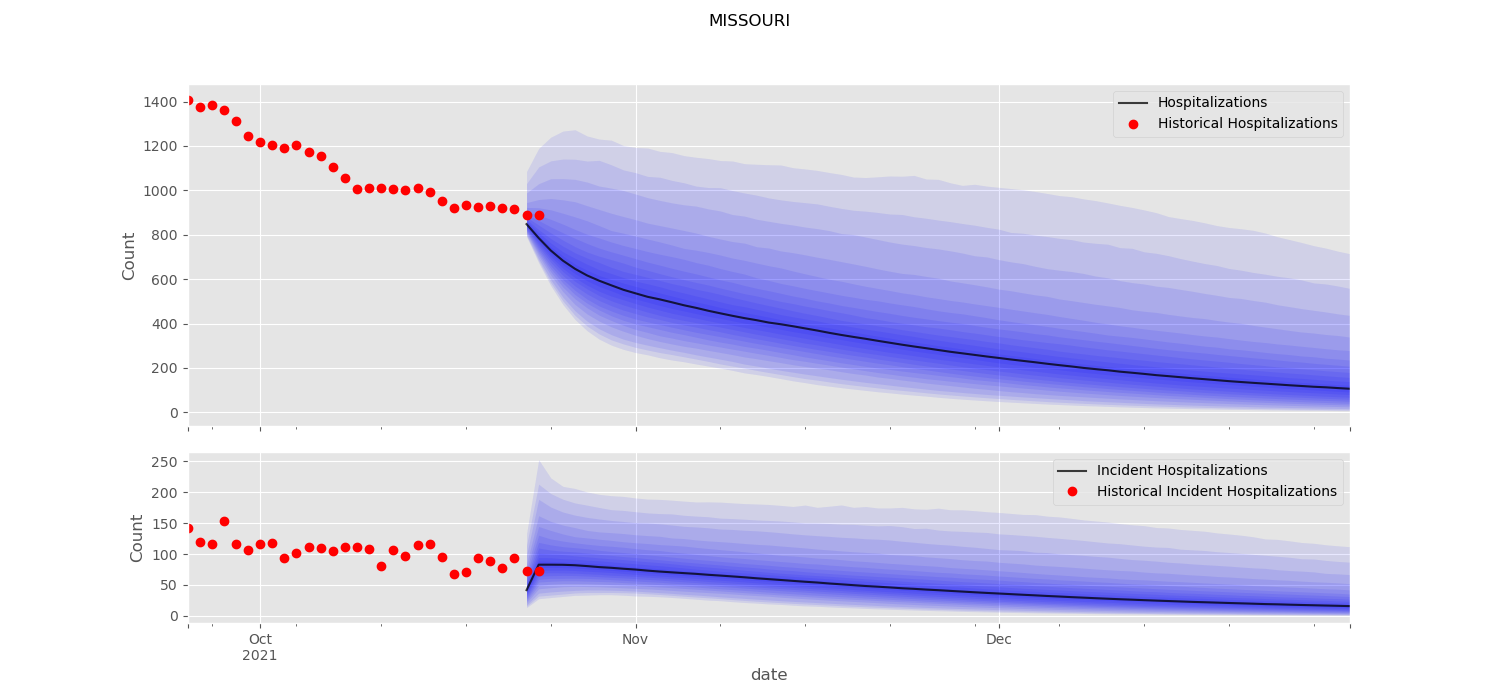 MISSOURI
1400
1200
1000
800
600
400
200
0
Count
Hospitalizations
Historical Hospitalizations
250
200
150
100
50
0
Count
Incident Hospitalizations
Historical Incident Hospitalizations
Oct
2021
Nov
Dec
date